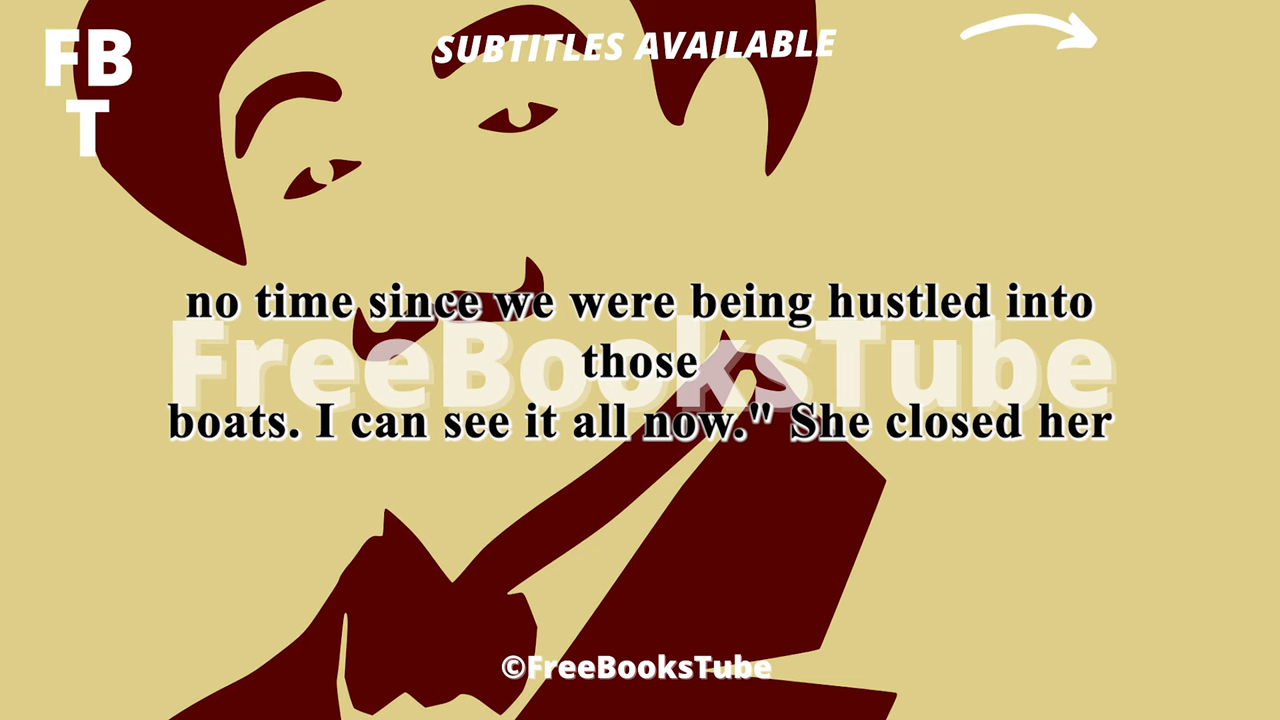 FB
T
SUBTITLES AVAILABLE
no time since we were being hustled into
those
FreeBooksTube
boats. I can see it all now." She closed her
©FreeBooksTube